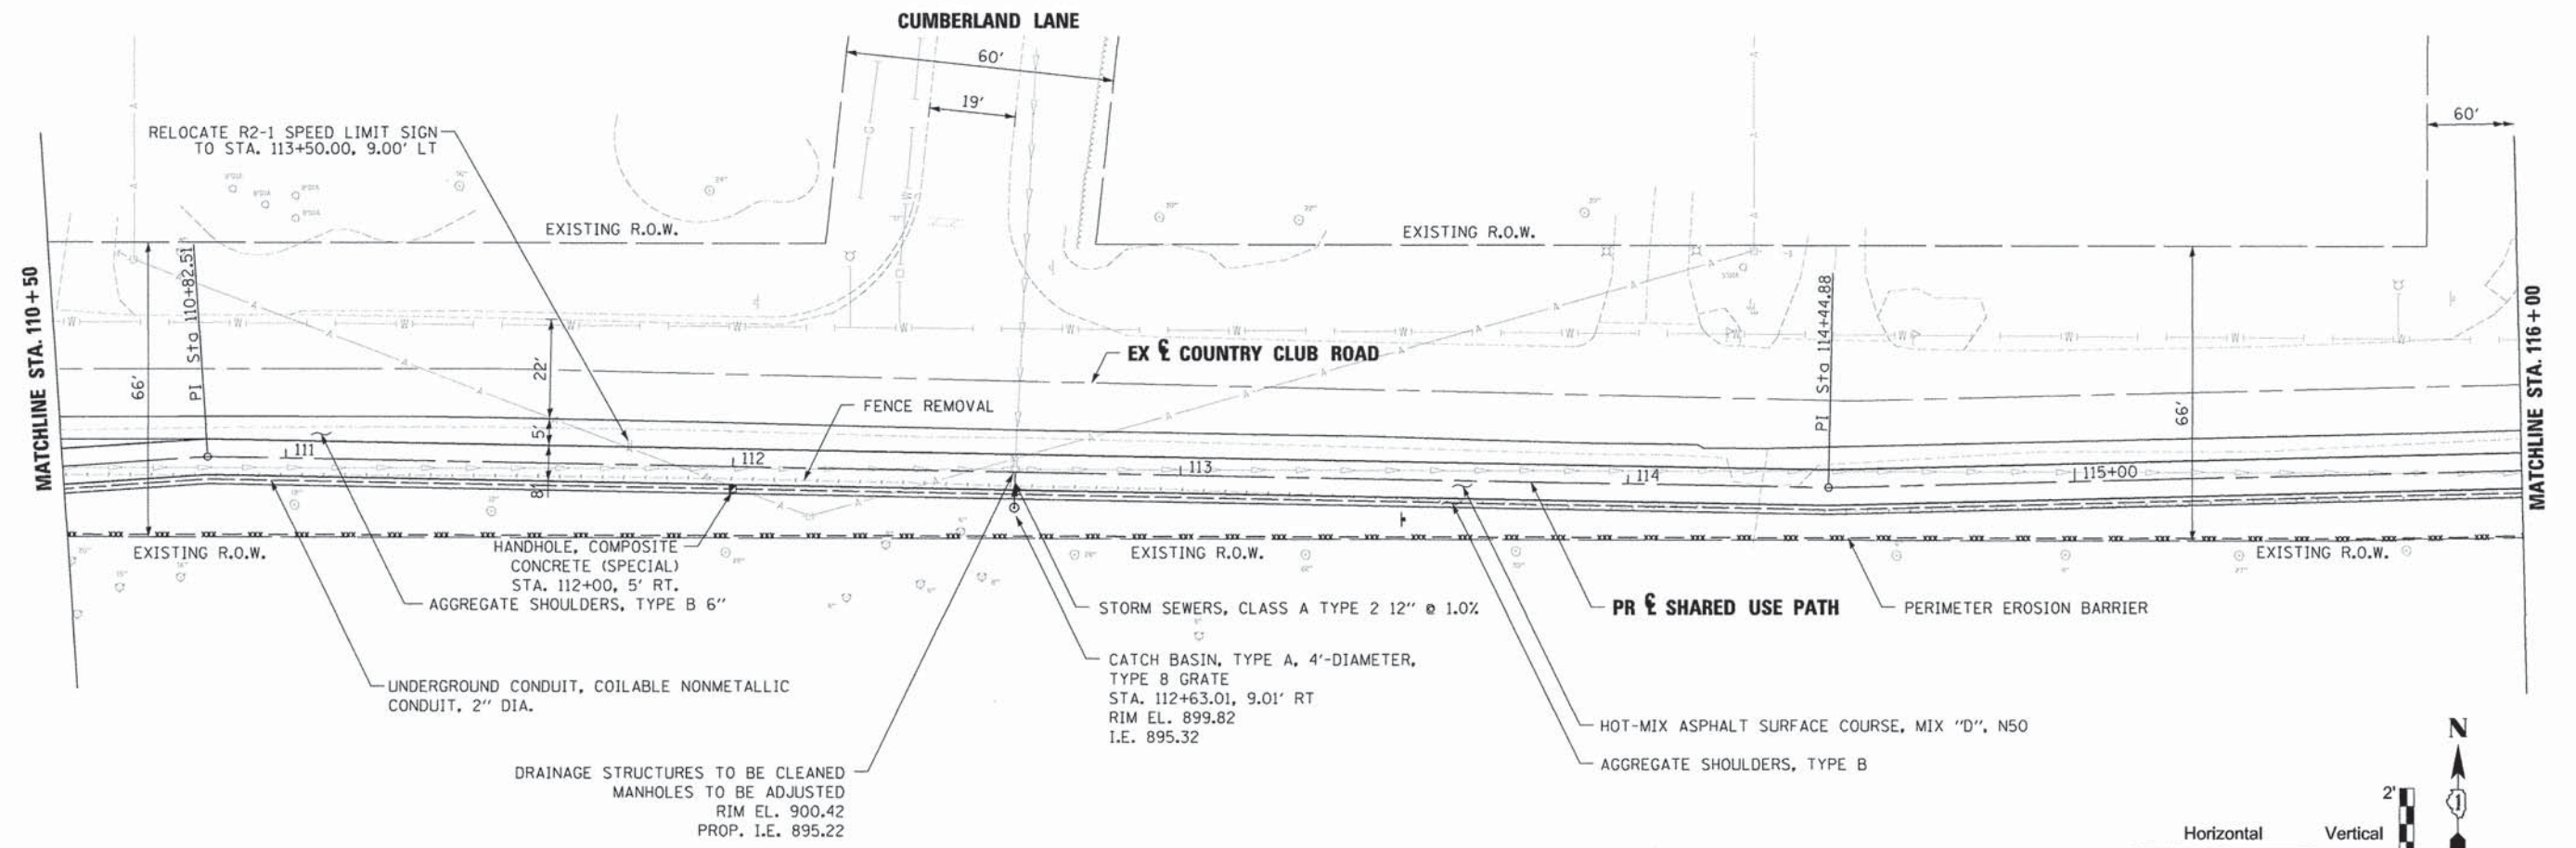 CUMBERLAND LANE
60'
19'
60'
RELOCATE R2-1 SPEED LIMIT SIGN
TO STA. 113+50.00, 9.00' LT
EXISTING R.O.W.
EXISTING R.O.W.
MATCHLINE STA. 110+50
66'
PI Sta 110+82.51
22'
5'
8'
EX ℄ COUNTRY CLUB ROAD
FENCE REMOVAL
PI Sta 114+44.88
66'
MATCHLINE STA. 116+00
111
112
113
114
115+00
EXISTING R.O.W.
EXISTING R.O.W.
EXISTING R.O.W.
HANDHOLE, COMPOSITE
CONCRETE (SPECIAL)
STA. 112+00, 5' RT.
AGGREGATE SHOULDERS, TYPE B 6"
STORM SEWERS, CLASS A TYPE 2 12" @ 1.0%
PR ℄ SHARED USE PATH
PERIMETER EROSION BARRIER
UNDERGROUND CONDUIT, COILABLE NONMETALLIC
CONDUIT, 2" DIA.
CATCH BASIN, TYPE A, 4'-DIAMETER,
TYPE 8 GRATE
STA. 112+63.01, 9.01' RT
RIM EL. 899.82
I.E. 895.32
HOT-MIX ASPHALT SURFACE COURSE, MIX "D", N50
AGGREGATE SHOULDERS, TYPE B
DRAINAGE STRUCTURES TO BE CLEANED
MANHOLES TO BE ADJUSTED
RIM EL. 900.42
PROP. I.E. 895.22
N
2'
1
Horizontal
Vertical